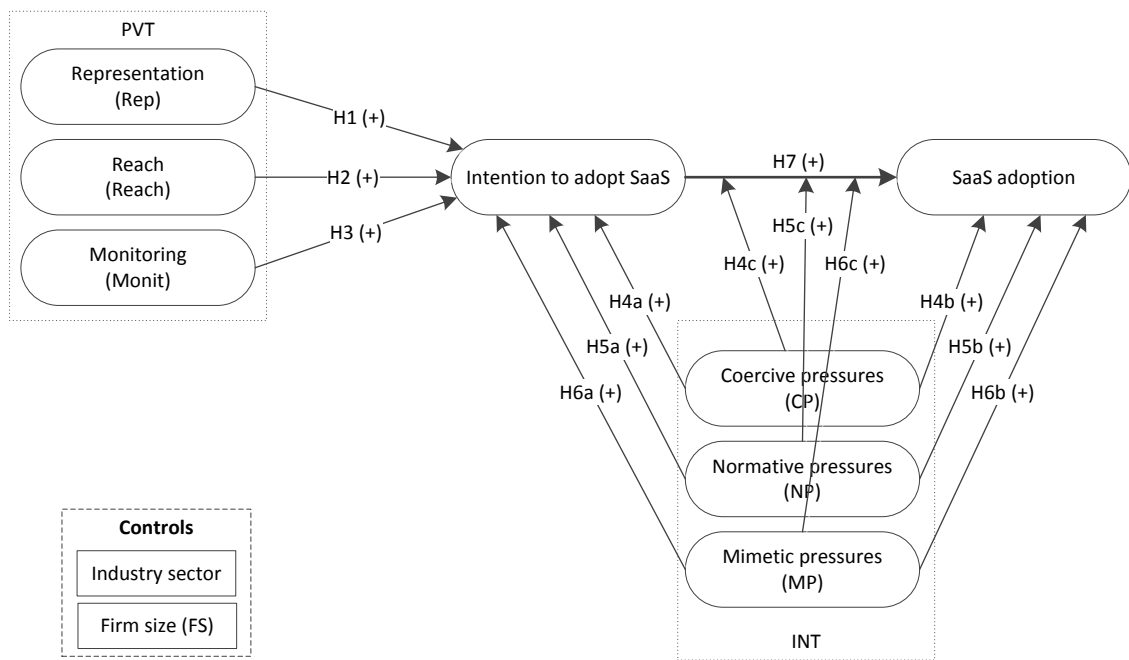 PVT
Representation
(Rep)
Reach
(Reach)
Monitoring
(Monit)
H1 (+)
H2 (+)
H3 (+)
Intention to adopt SaaS
H7 (+)
SaaS adoption
H5c (+)
H4c (+)
H6c (+)
H4a (+)
H4b (+)
H5a (+)
H5b (+)
H6a (+)
H6b (+)
Coercive pressures
(CP)
Normative pressures
(NP)
Mimetic pressures
(MP)
INT
Controls
Industry sector
Firm size (FS)